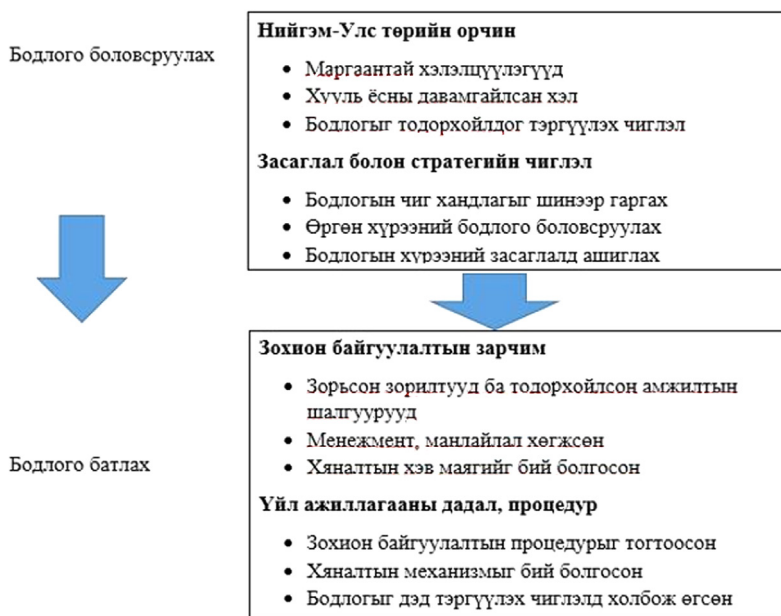 Бодлого боловсруулах
Нийгэм-Улс төрийн орчин
• Маргаантай хэлэлцүүлэгүүд
• Хууль ёсны давамгайлсан хэл
• Бодлогыг тодорхойлдог тэргүүлэх чиглэл
Засаглал болон стратегийн чиглэл
• Бодлогын чиг хандлагыг шинээр гаргах
• Өргөн хүрээний бодлого боловсруулах
• Бодлогын хүрээний засаглалд ашиглах
Бодлого батлах
Зохион байгуулалтын зарчим
• Зорьсон зорилтууд ба тодорхойлсон амжилтын
шалгуурууд
• Менежмент, манлайлал хөгжсөн
• Хяналтын хэв маягийг бий болгосон
Үйл ажиллагааны дадал, процедур
• Зохион байгуулалтын процедурыг тогтоосон
• Хяналтын механизмыг бий болгосон
• Бодлогыг дэд тэргүүлэх чиглэлд холбож өгсөн